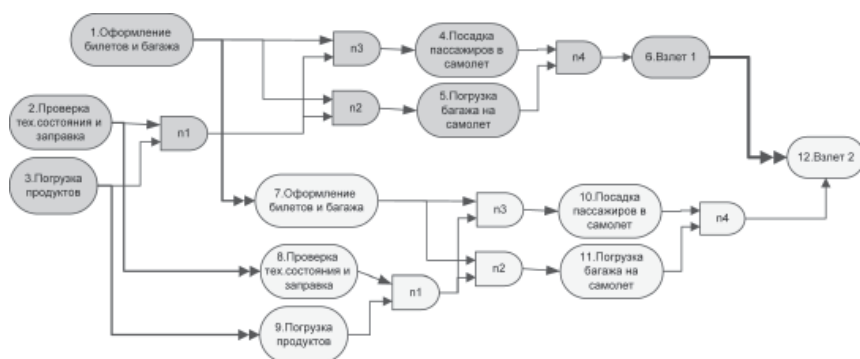 1.Оформление
билетов и багажа
n3
4.Посадка
пассажиров в
самолет
n4
6.Взлет 1
n2
5.Погрузка
багажа на
самолет
2.Проверка
тех.состояния и
заправка
n1
3.Погрузка
продуктов
12.Взлет 2
7.Оформление
билетов и багажа
n3
10.Посадка
пассажиров в
самолет
n4
8.Проверка
тех.состояния и
заправка
n1
n2
11.Погрузка
багажа на
самолет
9.Погрузка
продуктов